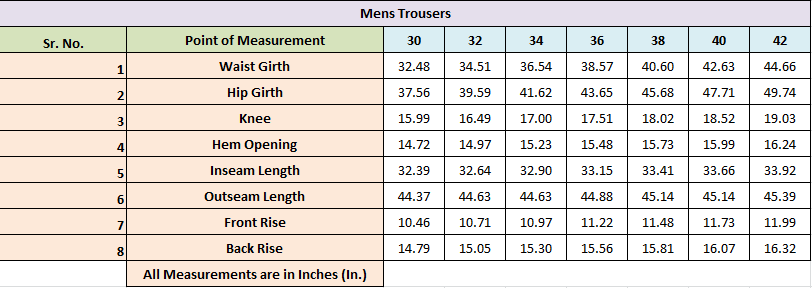 Mens Trousers
Sr. No. Point of Measurement 30 32 34 36 38 40 42
1 Waist Girth 32.48 34.51 36.54 38.57 40.60 42.63 44.66
2 Hip Girth 37.56 39.59 41.62 43.65 45.68 47.71 49.74
3 Knee 15.99 16.49 17.00 17.51 18.02 18.52 19.03
4 Hem Opening 14.72 14.97 15.23 15.48 15.73 15.99 16.24
5 Inseam Length 32.39 32.64 32.90 33.15 33.41 33.66 33.92
6 Outseam Length 44.37 44.63 44.63 44.88 45.14 45.14 45.39
7 Front Rise 10.46 10.71 10.97 11.22 11.48 11.73 11.99
8 Back Rise 14.79 15.05 15.30 15.56 15.81 16.07 16.32
All Measurements are in Inches (In.)